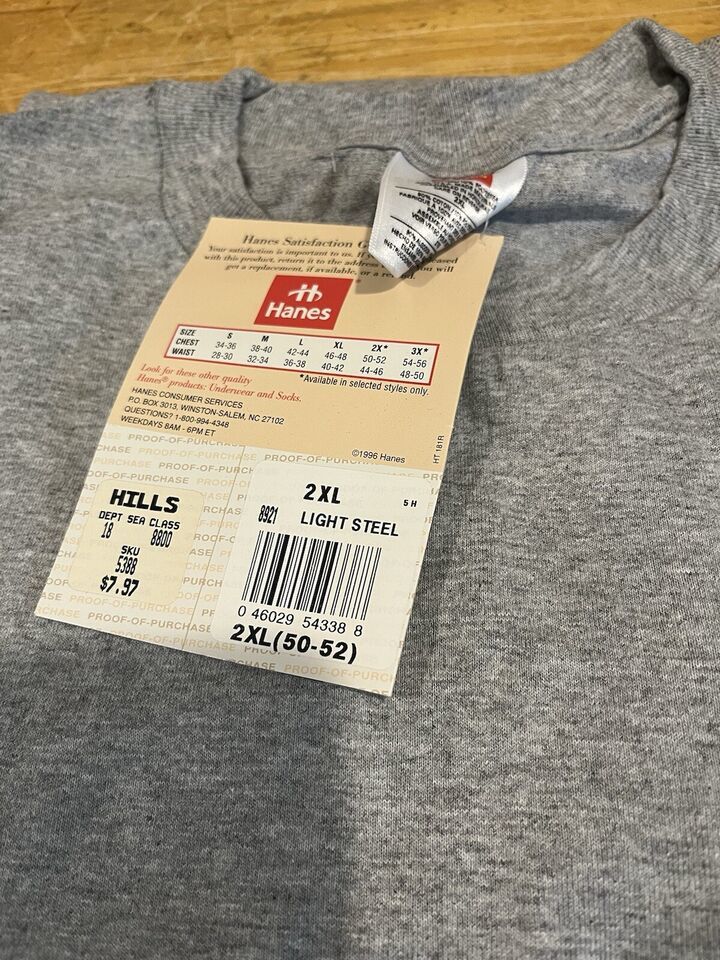 Hanes Satisfaction
Your satisfaction is important to us. If
with this product, return it to the address you will
get a replacement, if available, or a
Hanes
SIZE S M L XL 2X* 3X*
CHEST 34-36 38-40 42-44 46-48 50-52 54-56
WAIST 28-30 32-34 36-38 40-42 44-46 48-50
*Available in selected styles only.
Look for these other quality
Hanes® products: Underwear and Socks.
HANES CONSUMER SERVICES
P.O. BOX 3013, WINSTON-SALEM, NC 27102
QUESTIONS? 1-800-994-4348
WEEKDAYS 8AM - 6PM ET
©1996 Hanes
HT 181R
PROOF-OF-PURCHASE
HILLS
DEPT SEA CLASS
18 8800
SKU
5388
$7.97
2XL
5 H
8921 LIGHT STEEL
0 46029 54338 8
2XL(50-52)
2XL